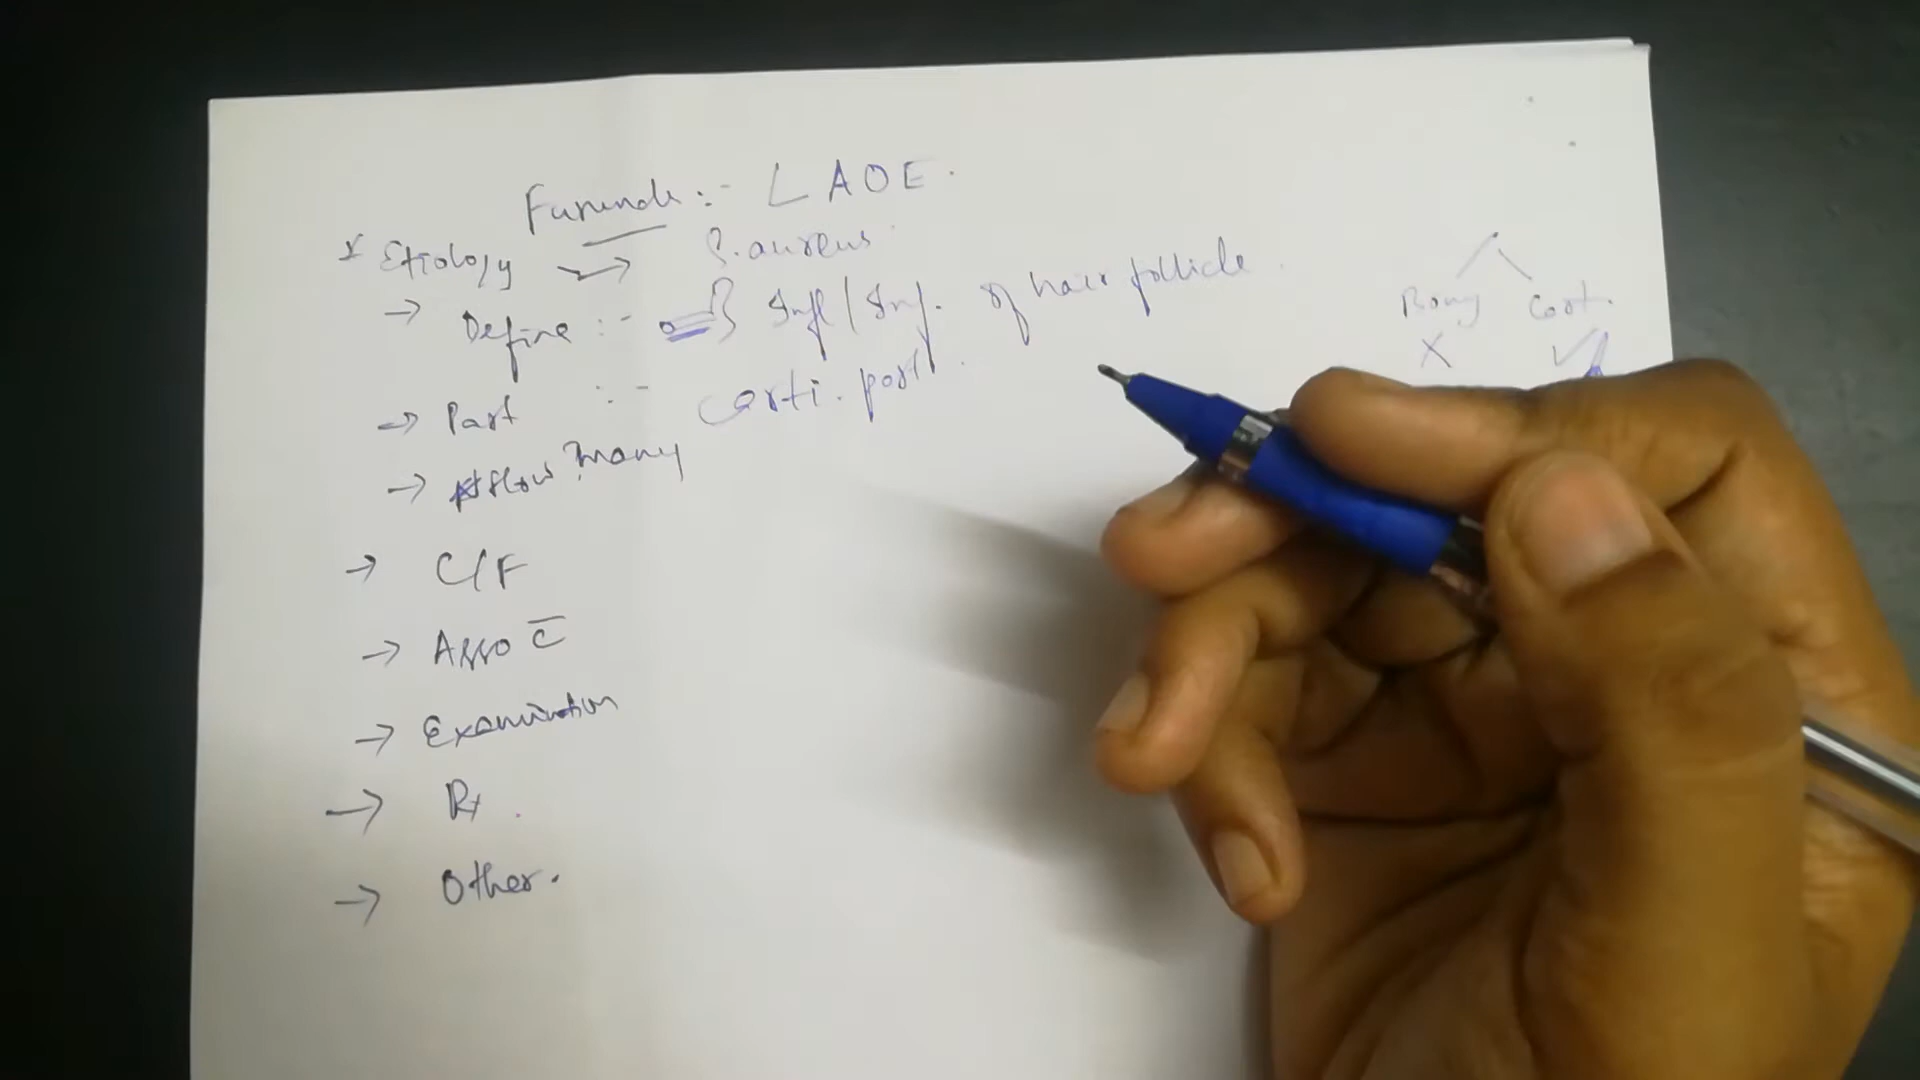 Furuncle :- LAOE.
* Etiology → S. aureus
→ Define :- Infl/Inf. of hair follicle.
→ Part :- Carti. part.
→ How many
→ C/F
→ Asso c̅
→ Examination
→ Rx.
→ Other.
Bony Cart.
X ✓